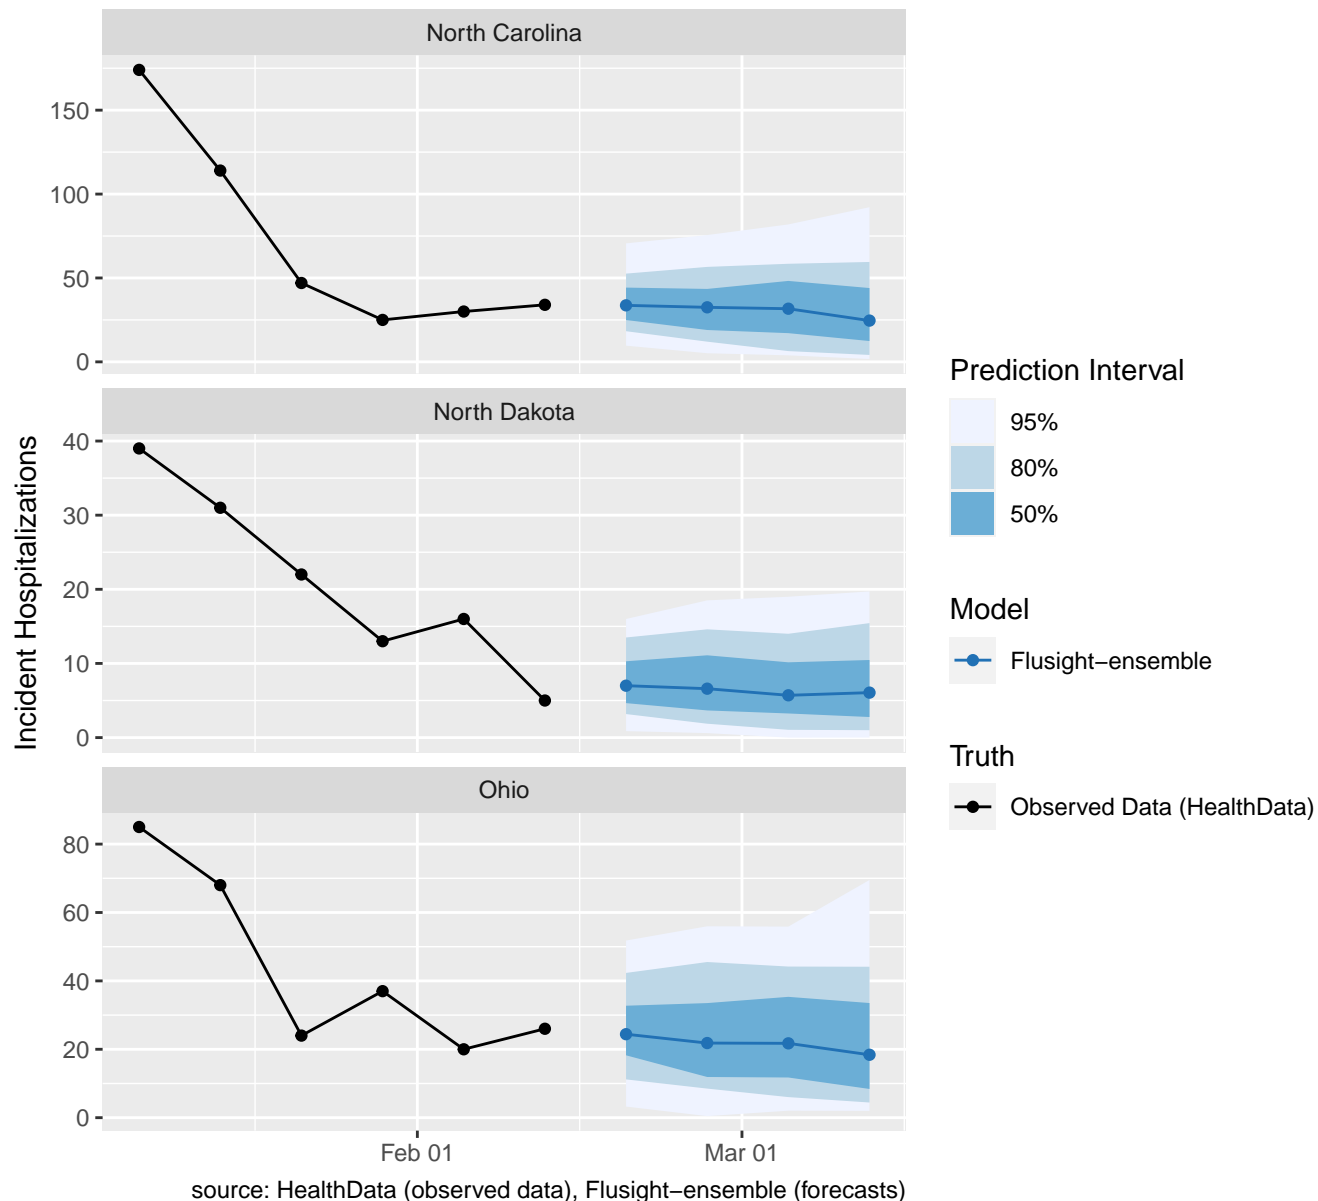 North Carolina
150
100
50
0
North Dakota
40
30
20
10
0
Ohio
80
60
40
20
0
Feb 01
Mar 01
Incident Hospitalizations
source: HealthData (observed data), Flusight−ensemble (forecasts)
Prediction Interval
95%
80%
50%
Model
Flusight−ensemble
Truth
Observed Data (HealthData)